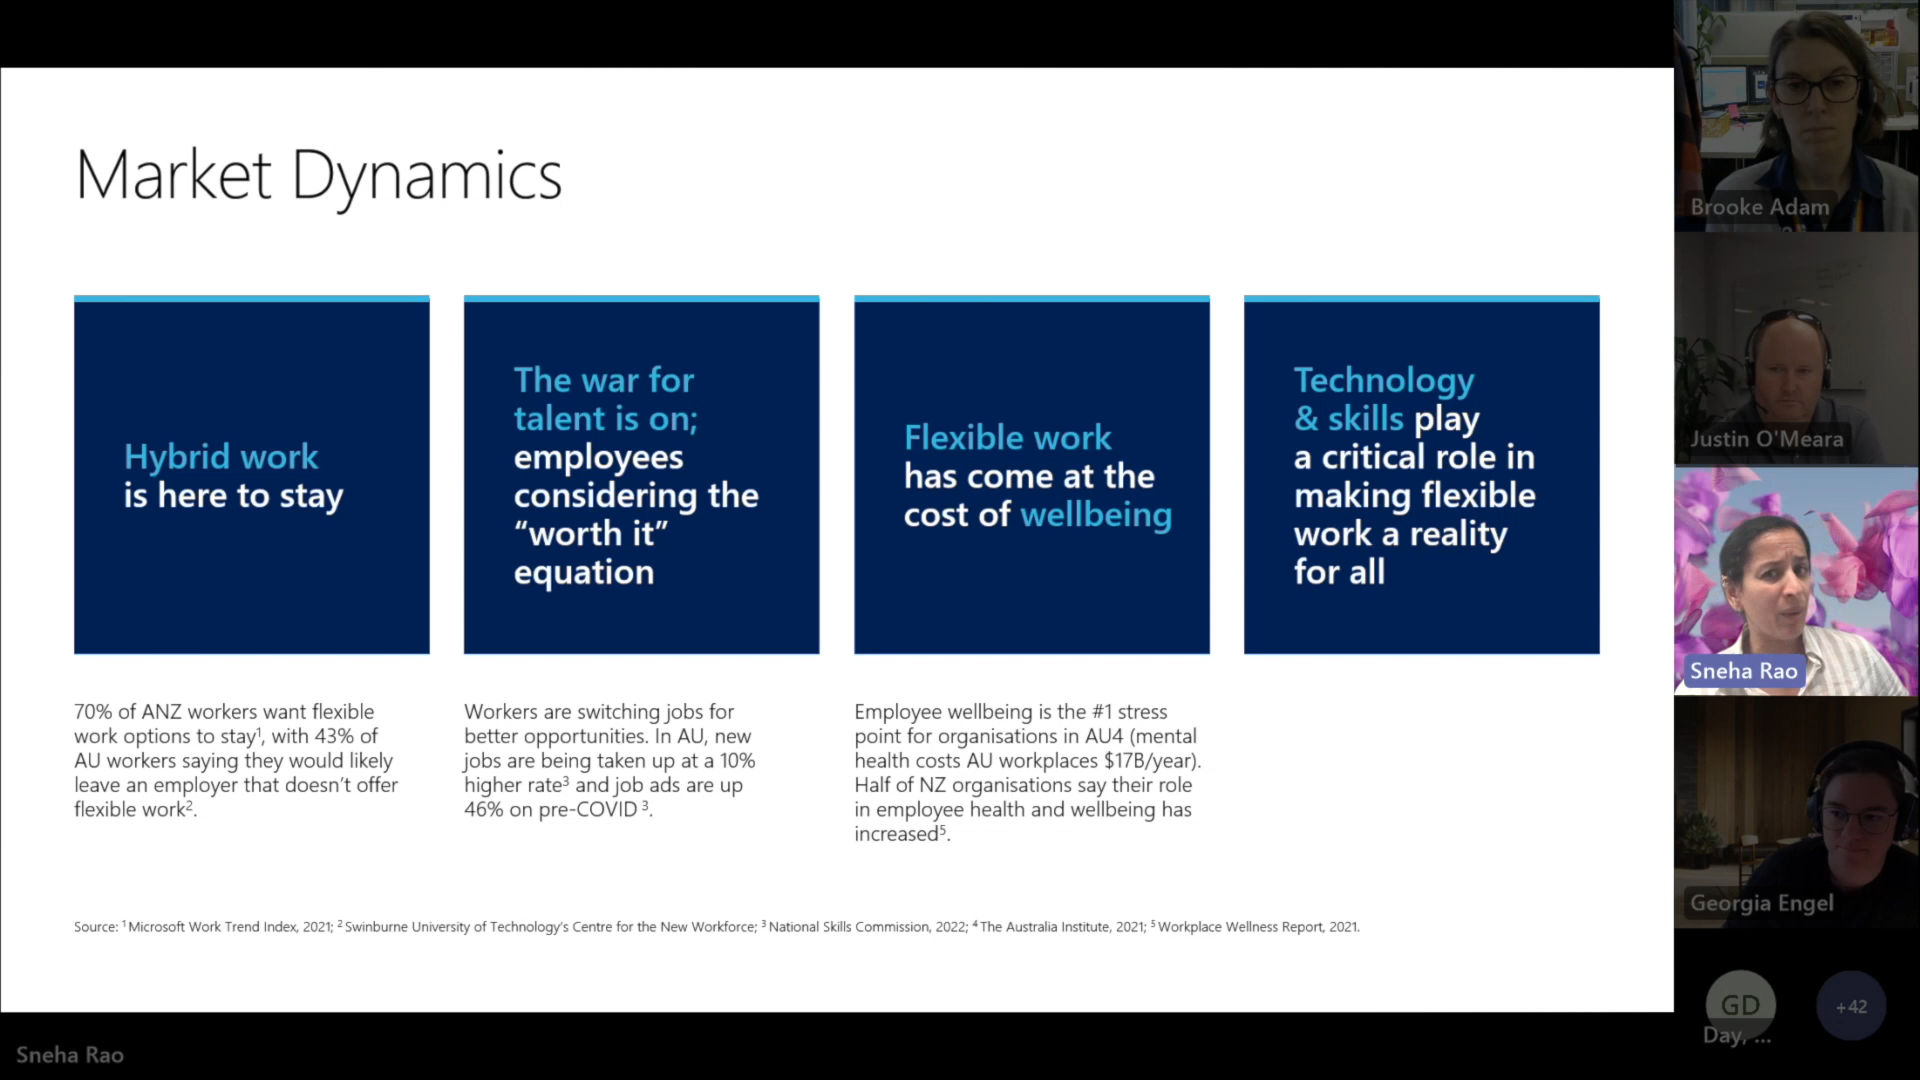 Market Dynamics
Hybrid work
is here to stay
The war for
talent is on;
employees
considering the
“worth it”
equation
Flexible work
has come at the
cost of wellbeing
Technology
& skills play
a critical role in
making flexible
work a reality
for all
70% of ANZ workers want flexible
work options to stay¹, with 43% of
AU workers saying they would likely
leave an employer that doesn’t offer
flexible work².
Workers are switching jobs for
better opportunities. In AU, new
jobs are being taken up at a 10%
higher rate³ and job ads are up
46% on pre-COVID ³.
Employee wellbeing is the #1 stress
point for organisations in AU4 (mental
health costs AU workplaces $17B/year).
Half of NZ organisations say their role
in employee health and wellbeing has
increased⁵.
Source: ¹ Microsoft Work Trend Index, 2021; ² Swinburne University of Technology’s Centre for the New Workforce; ³ National Skills Commission, 2022; ⁴ The Australia Institute, 2021; ⁵ Workplace Wellness Report, 2021.
Brooke Adam
Justin O'Meara
Sneha Rao
Georgia Engel
GD
+42
Day, ...
Sneha Rao